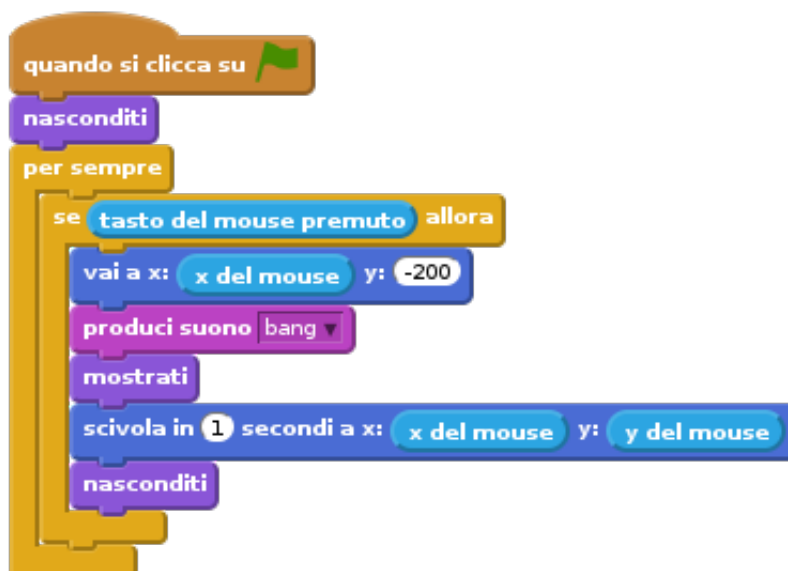 quando si clicca su
nasconditi
per sempre
se tasto del mouse premuto allora
vai a x: x del mouse y: -200
produci suono bang
mostrati
scivola in 1 secondi a x: x del mouse y: y del mouse
nasconditi